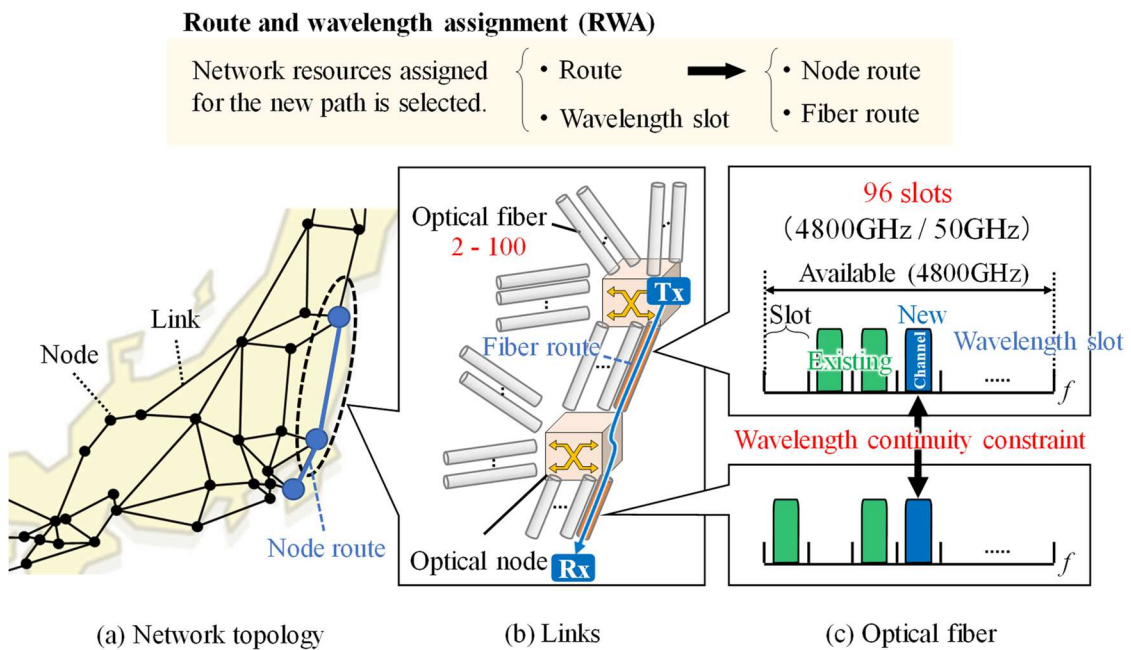 Route and wavelength assignment (RWA)
Network resources assigned
for the new path is selected.
・Route
・Wavelength slot
・Node route
・Fiber route
Link
Node
Node route
(a) Network topology
Optical fiber
2 - 100
Tx
Fiber route
Optical node
Rx
(b) Links
96 slots
(4800GHz / 50GHz)
Available (4800GHz)
Slot
New
Existing
Channel
Wavelength slot
.....
f
Wavelength continuity constraint
.....
f
(c) Optical fiber